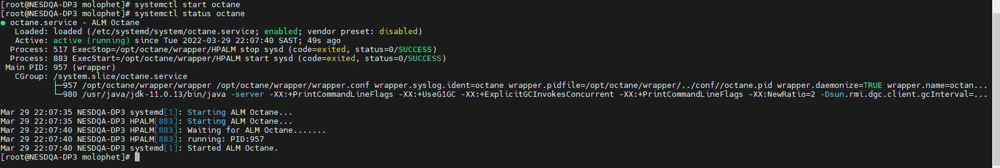 [root@NESDQA-DP3 molophet]# systemctl start octane
[root@NESDQA-DP3 molophet]# systemctl status octane
● octane.service - ALM Octane
   Loaded: loaded (/etc/systemd/system/octane.service; enabled; vendor preset: disabled)
   Active: active (running) since Tue 2022-03-29 22:07:40 SAST; 49s ago
  Process: 517 ExecStop=/opt/octane/wrapper/HPALM stop sysd (code=exited, status=0/SUCCESS)
  Process: 883 ExecStart=/opt/octane/wrapper/HPALM start sysd (code=exited, status=0/SUCCESS)
 Main PID: 957 (wrapper)
   CGroup: /system.slice/octane.service
           ├─957 /opt/octane/wrapper/wrapper /opt/octane/wrapper/wrapper.conf wrapper.syslog.ident=octane wrapper.pidfile=/opt/octane/wrapper/../conf//octane.pid wrapper.daemonize=TRUE wrapper.name=octan...
           └─980 /usr/java/jdk-11.0.13/bin/java -server -XX:+PrintCommandLineFlags -XX:+UseG1GC -XX:+ExplicitGCInvokesConcurrent -XX:+PrintCommandLineFlags -XX:NewRatio=2 -Dsun.rmi.dgc.client.gcInterval=...

Mar 29 22:07:35 NESDQA-DP3 systemd[1]: Starting ALM Octane...
Mar 29 22:07:35 NESDQA-DP3 HPALM[883]: Starting ALM Octane...
Mar 29 22:07:40 NESDQA-DP3 HPALM[883]: Waiting for ALM Octane.......
Mar 29 22:07:40 NESDQA-DP3 HPALM[883]: running: PID:957
Mar 29 22:07:40 NESDQA-DP3 systemd[1]: Started ALM Octane.
[root@NESDQA-DP3 molophet]#